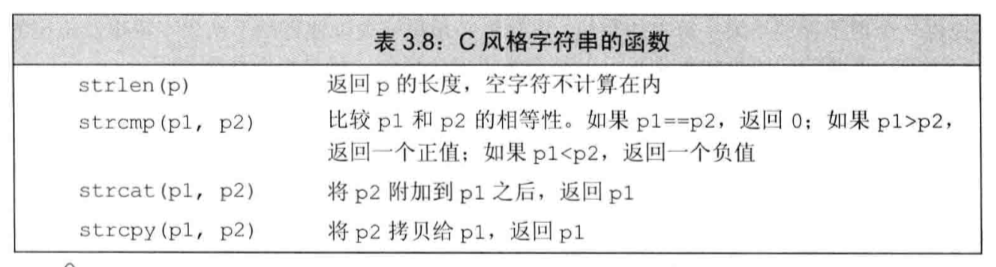 表 3.8：C 风格字符串的函数
strlen(p) 返回 p 的长度，空字符不计算在内
strcmp(p1, p2) 比较 p1 和 p2 的相等性。如果 p1==p2，返回 0；如果 p1>p2，
返回一个正值；如果 p1<p2，返回一个负值
strcat(p1, p2) 将 p2 附加到 p1 之后，返回 p1
strcpy(p1, p2) 将 p2 拷贝给 p1，返回 p1